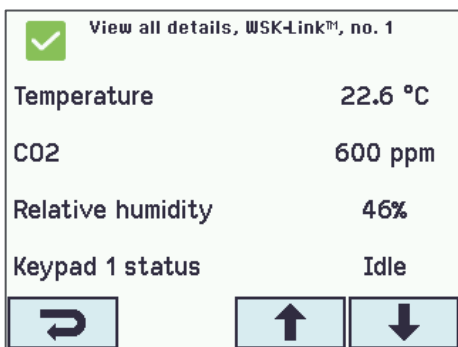 View all details, WSK-Link™, no. 1
Temperature 22.6 °C
CO2 600 ppm
Relative humidity 46%
Keypad 1 status Idle